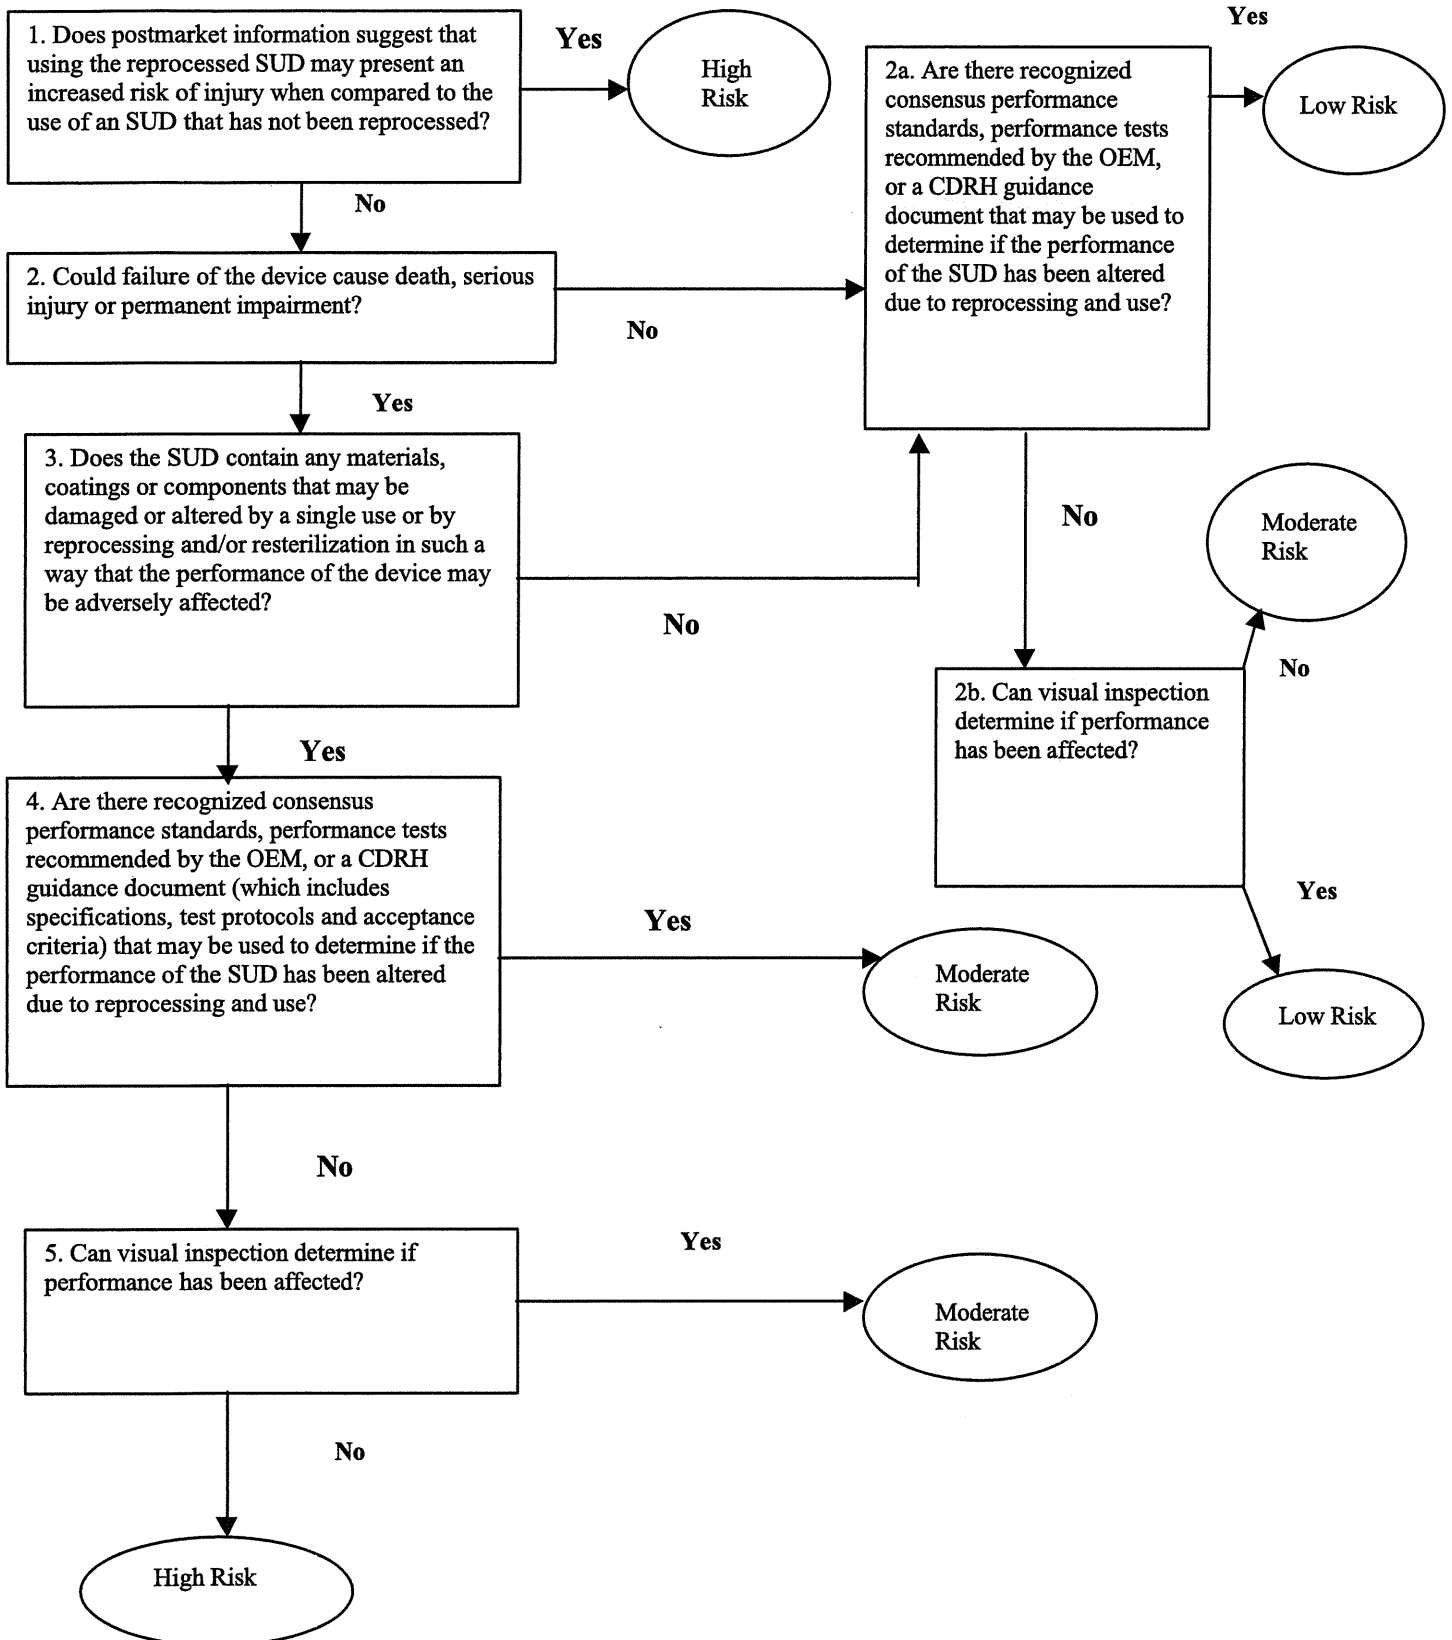 1. Does postmarket information suggest that
using the reprocessed SUD may present an
increased risk of injury when compared to the
use of an SUD that has not been reprocessed?
Yes
High
Risk
No
2. Could failure of the device cause death, serious
injury or permanent impairment?
No
Yes
2a. Are there recognized
consensus performance
standards, performance tests
recommended by the OEM,
or a CDRH guidance
document that may be used to
determine if the performance
of the SUD has been altered
due to reprocessing and use?
Yes
Low Risk
No
3. Does the SUD contain any materials,
coatings or components that may be
damaged or altered by a single use or by
reprocessing and/or resterilization in such a
way that the performance of the device may
be adversely affected?
No
Yes
2b. Can visual inspection
determine if performance
has been affected?
Moderate
Risk
No
Yes
Low Risk
4. Are there recognized consensus
performance standards, performance tests
recommended by the OEM, or a CDRH
guidance document (which includes
specifications, test protocols and acceptance
criteria) that may be used to determine if the
performance of the SUD has been altered
due to reprocessing and use?
Yes
Moderate
Risk
No
5. Can visual inspection determine if
performance has been affected?
Yes
Moderate
Risk
No
High Risk